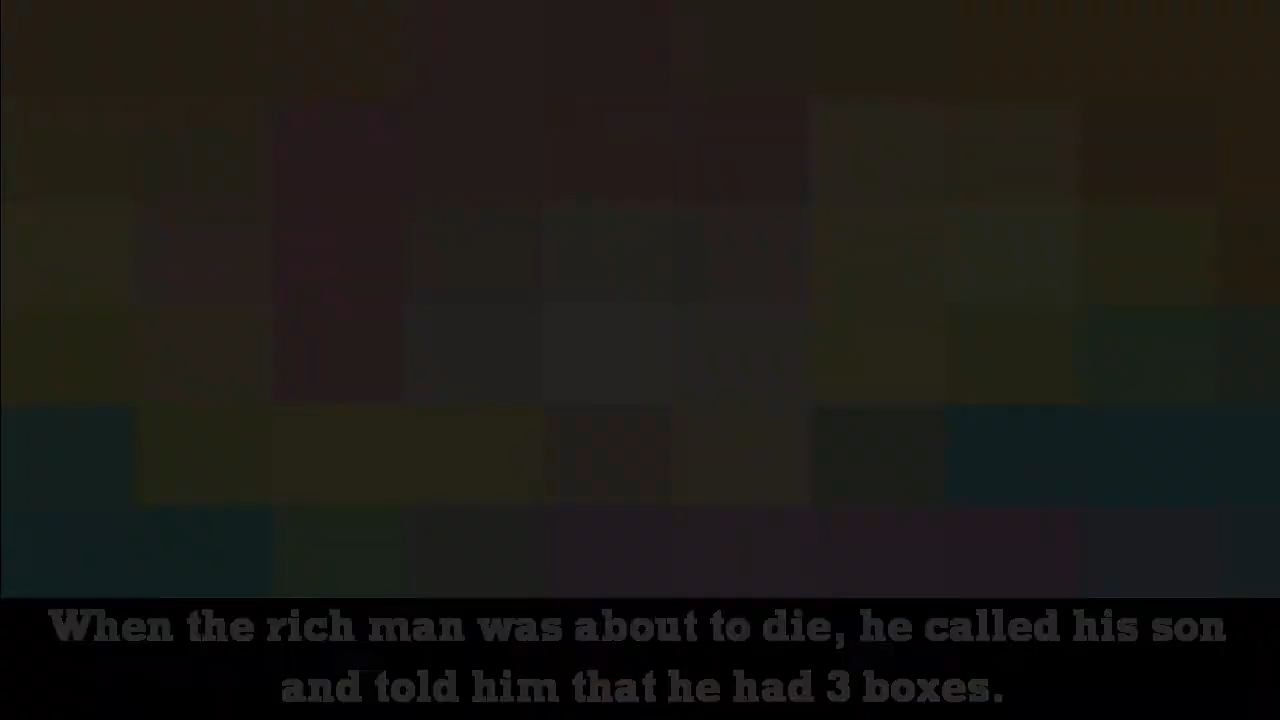 When the rich man was about to die, he called his son
and told him that he had 3 boxes.